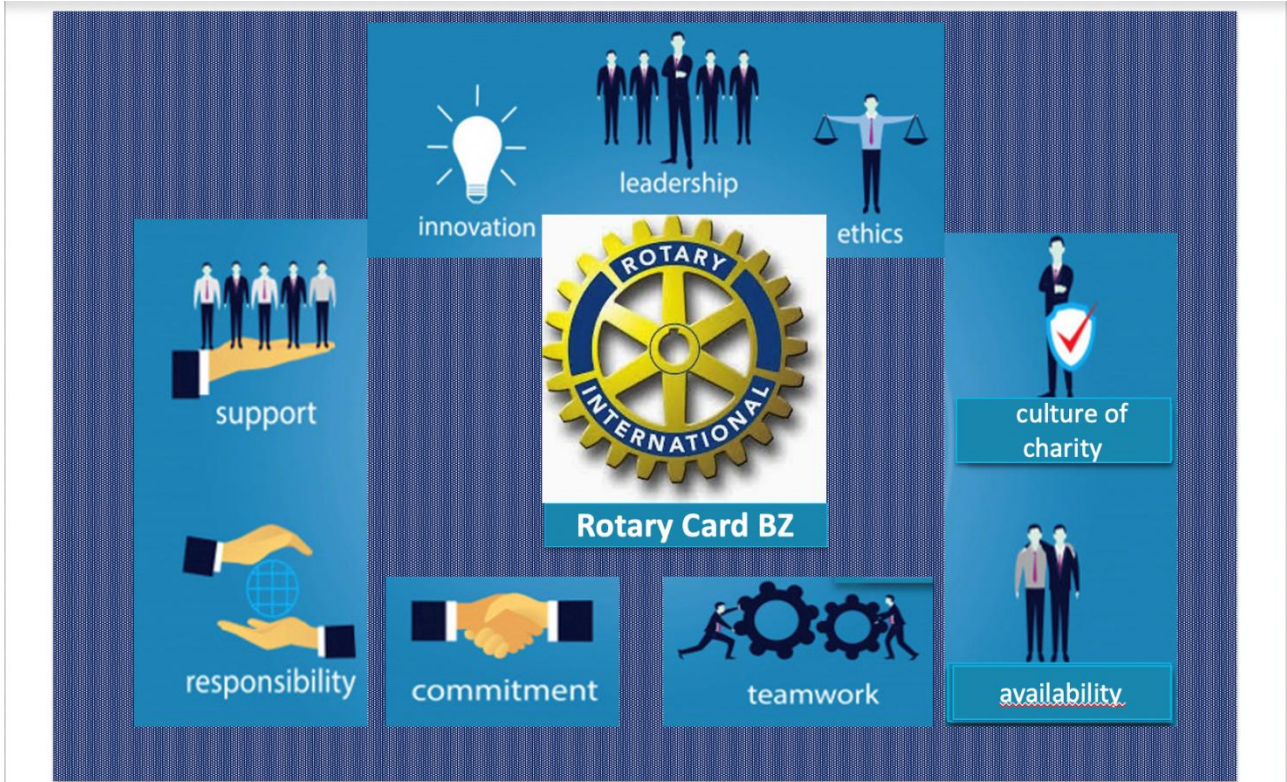 leadership
innovation
ethics
ROTARY
INTERNATIONAL
Rotary Card BZ
support
culture of
charity
responsibility
commitment
teamwork
availability